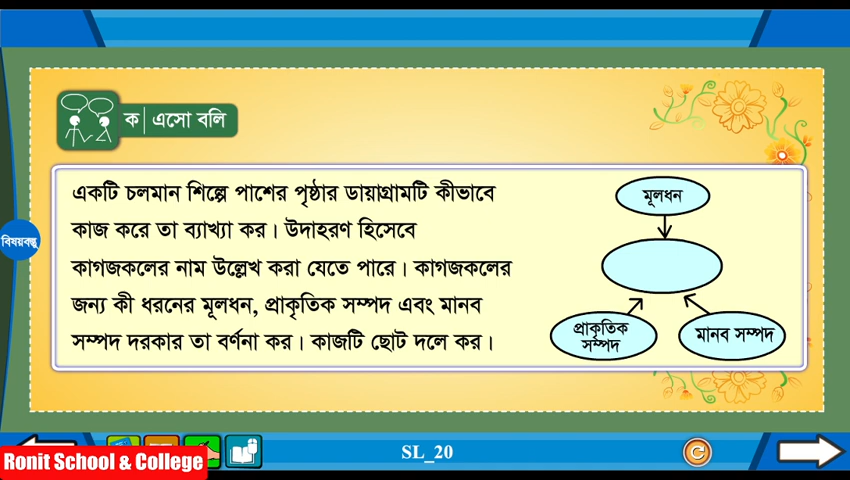 ক| এসো বলি
একটি চলমান শিল্পে পাশের পৃষ্ঠার ডায়াগ্রামটি কীভাবে
কাজ করে তা ব্যাখ্যা কর। উদাহরণ হিসেবে
কাগজকলের নাম উল্লেখ করা যেতে পারে। কাগজকলের
জন্য কী ধরনের মূলধন, প্রাকৃতিক সম্পদ এবং মানব
সম্পদ দরকার তা বর্ণনা কর। কাজটি ছোট দলে কর।
মূলধন
প্রাকৃতিক
সম্পদ
মানব সম্পদ
বিষয়বস্তু
SL_20
Ronit School & College